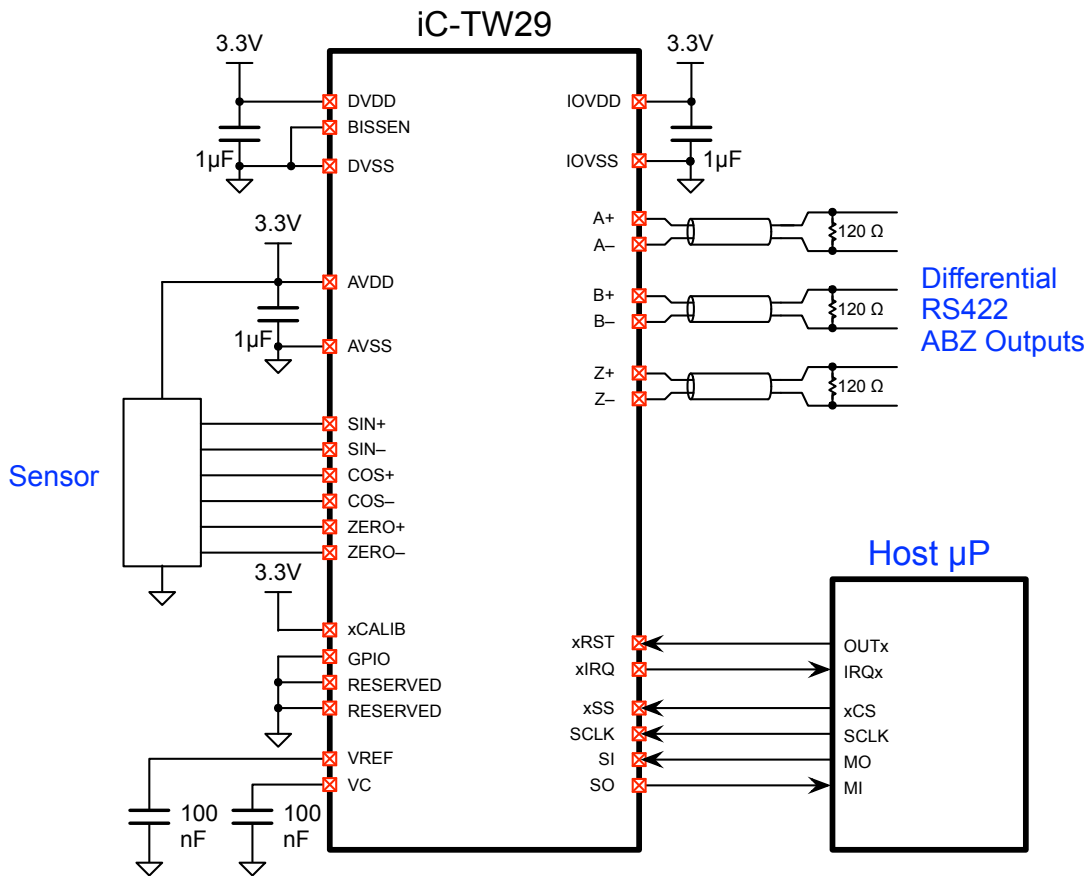 iC-TW29
3.3V
DVDD
BISSEN
1µF
DVSS
3.3V
AVDD
1µF
AVSS
Sensor
SIN+
SIN–
COS+
COS–
ZERO+
ZERO–
3.3V
xCALIB
GPIO
RESERVED
RESERVED
VREF
VC
100
nF
100
nF
3.3V
IOVDD
1µF
IOVSS
A+
A–
120 Ω
B+
B–
120 Ω
Z+
Z–
120 Ω
Differential
RS422
ABZ Outputs
Host µP
xRST
xIRQ
xSS
SCLK
SI
SO
OUTx
IRQx
xCS
SCLK
MO
MI